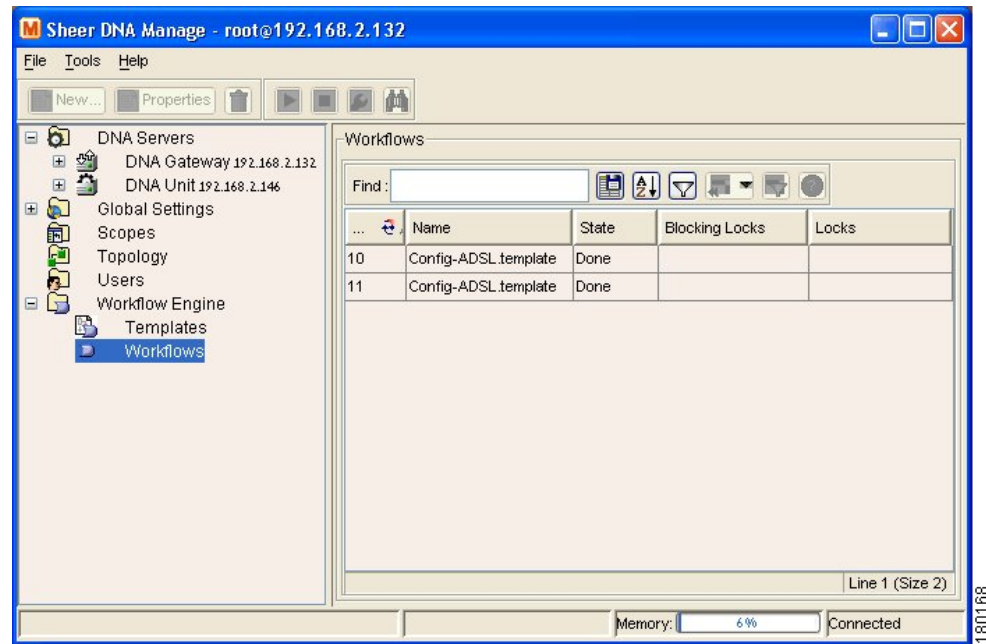 Sheer DNA Manage - root@192.168.2.132
File Tools Help
New... Properties
DNA Servers
DNA Gateway 192.168.2.132
DNA Unit 192.168.2.146
Global Settings
Scopes
Topology
Users
Workflow Engine
Templates
Workflows
Workflows
Find :
... Name State Blocking Locks Locks
10 Config-ADSL.template Done
11 Config-ADSL.template Done
Line 1 (Size 2)
Memory: 6% Connected
180168